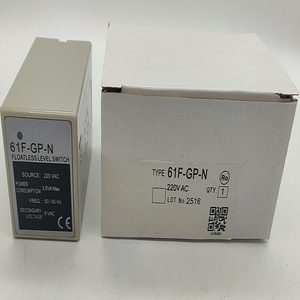 61F-GP-N
FLOATLESS LEVEL SWITCH
SOURCE: 220 VAC
POWER
CONSUMPTION 3.5VA Max
FREQ. 50-60 Hz
SECONDARY
VOLTAGE 8 VAC
CE
TYPE 61F-GP-N
220V AC
QTY. 1
LOT No.2516